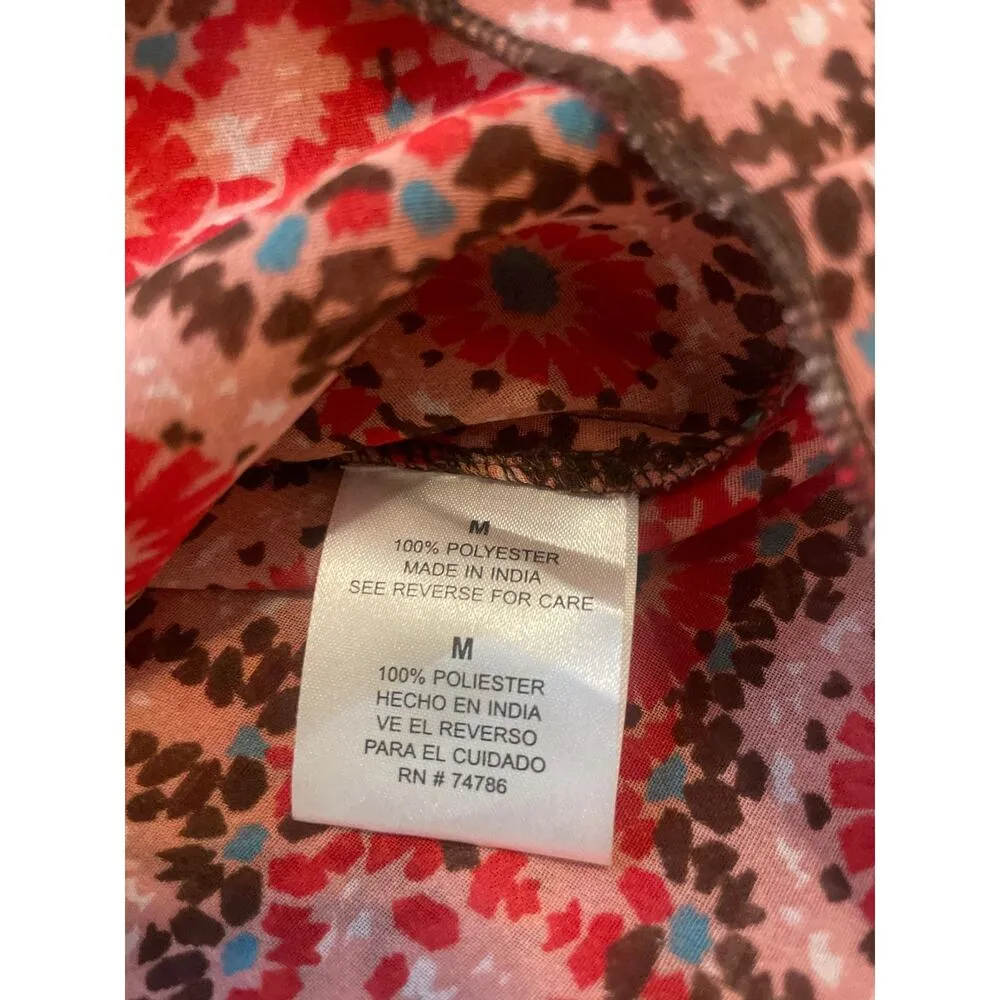 M
100% POLYESTER
MADE IN INDIA
SEE REVERSE FOR CARE
M
100% POLIESTER
HECHO EN INDIA
VE EL REVERSO
PARA EL CUIDADO
RN # 74786